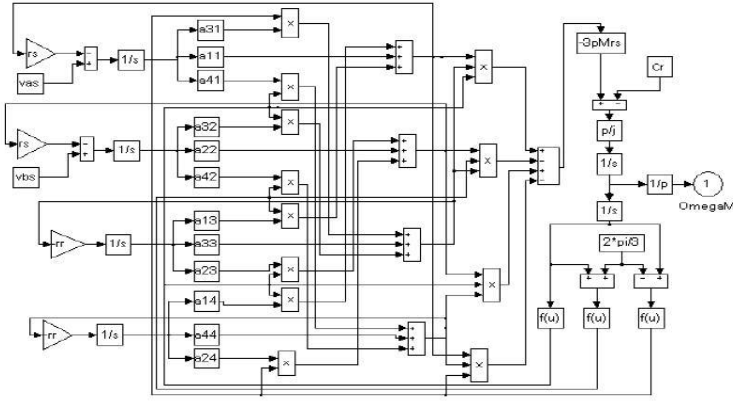 a31
rs
1/s
a11
vas
a41
-3pMrs
Cr
a32
rs
1/s
a22
vbs
a42
p/j
1/s
1/p
1
OmegaM
1/s
a13
rr
1/s
a33
a23
2*pi/3
a14
f(u)
f(u)
f(u)
rr
1/s
a44
a24